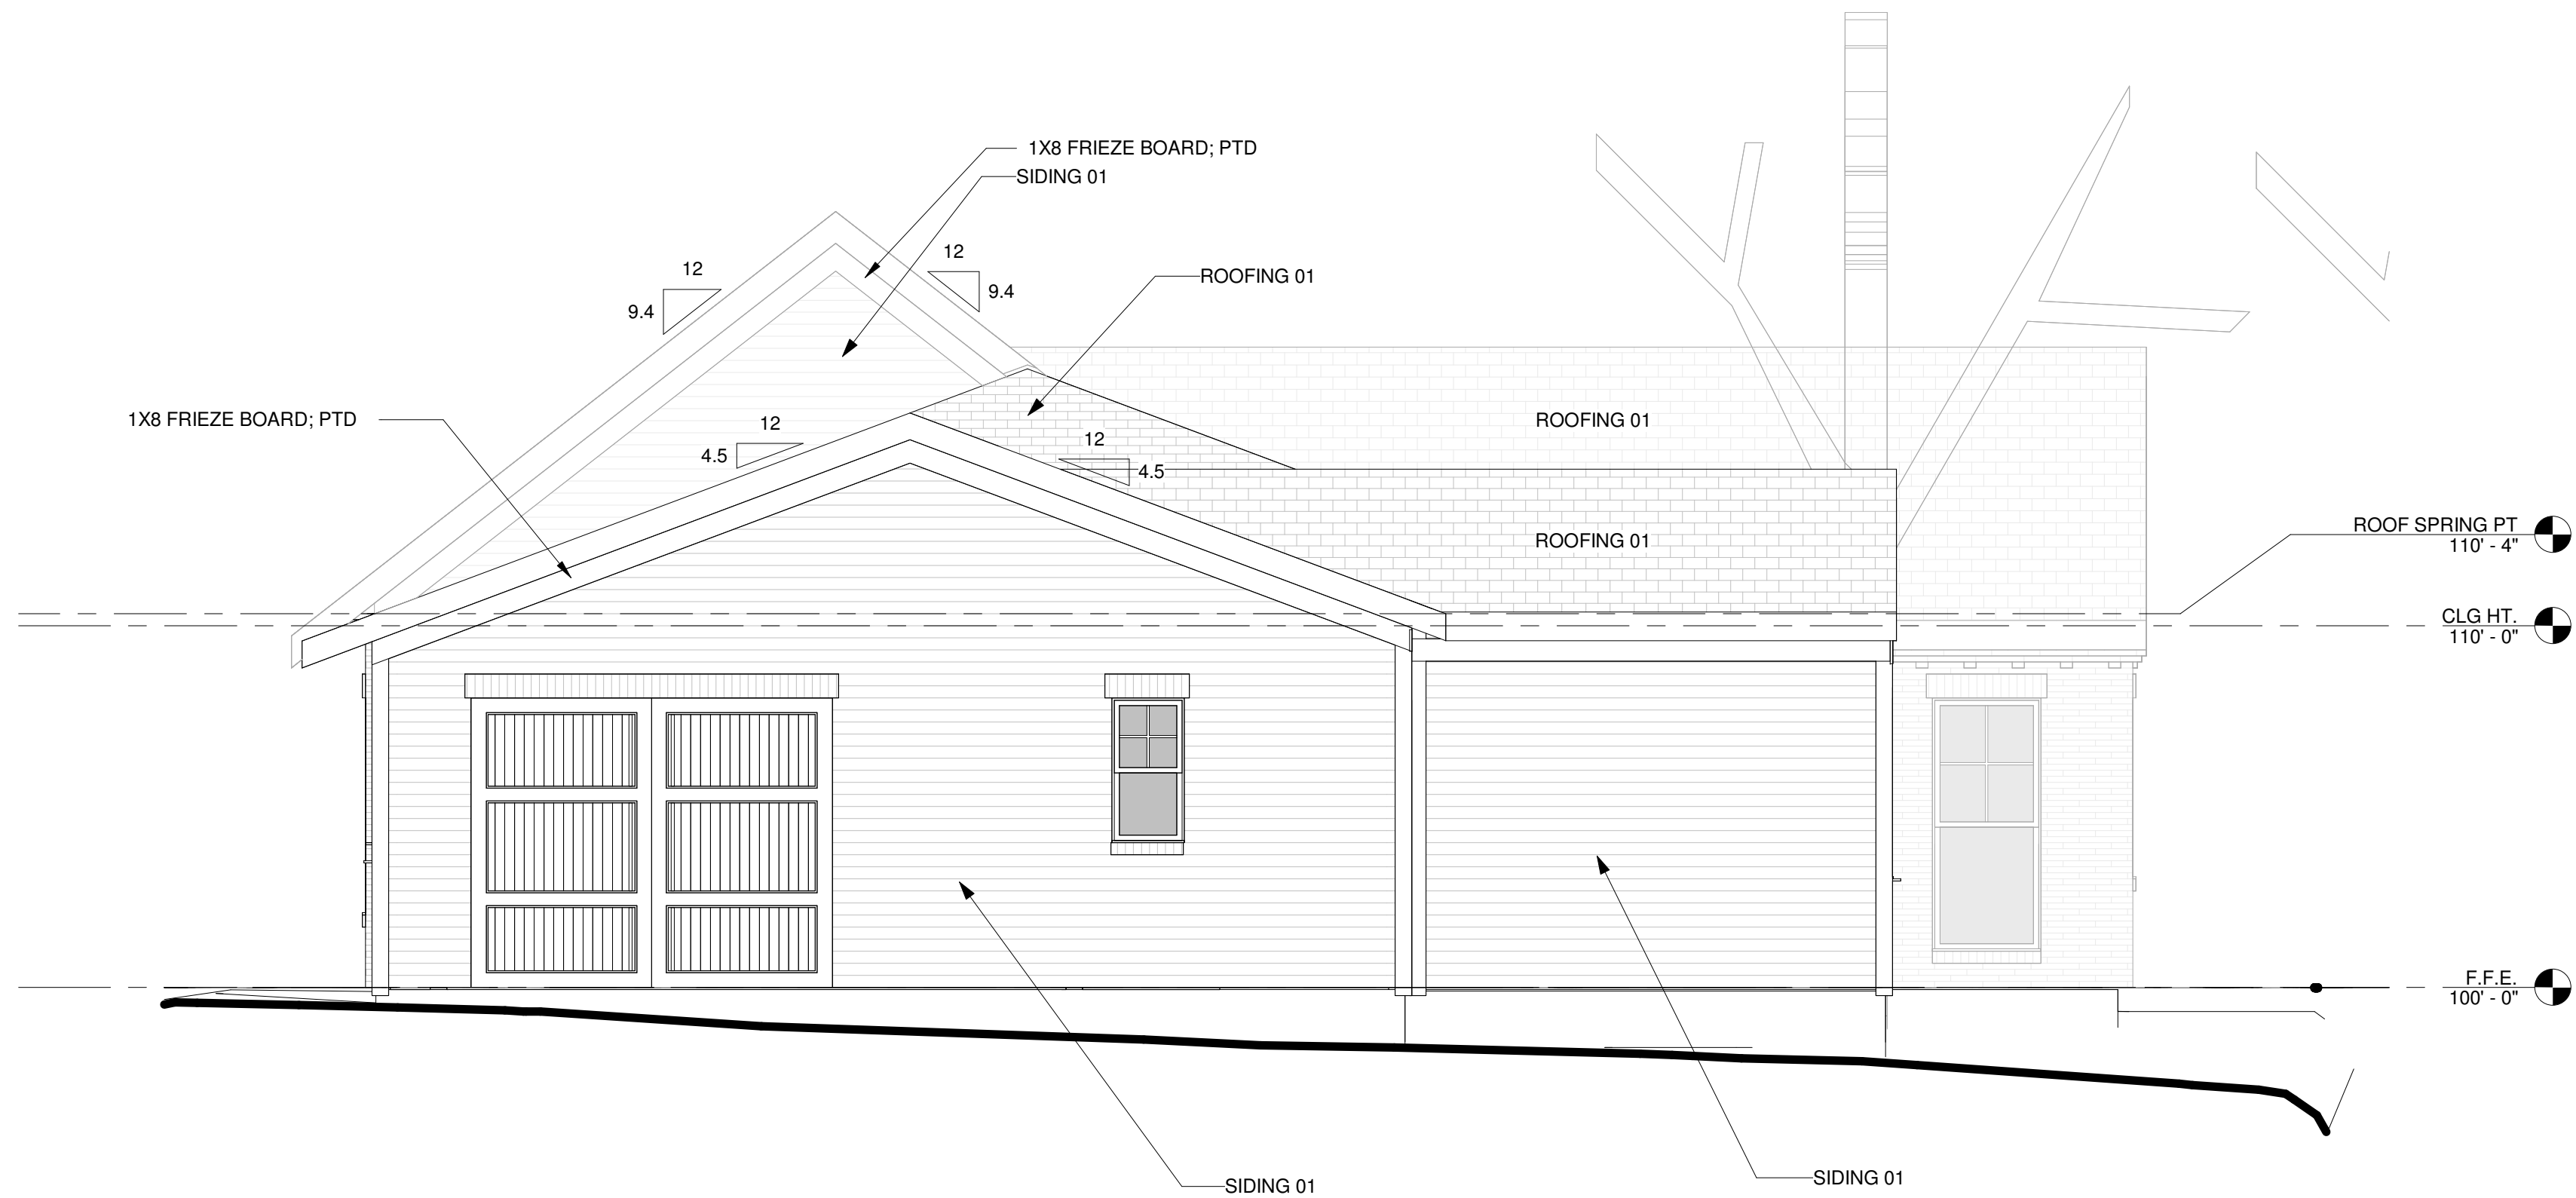 1X8 FRIEZE BOARD; PTD
SIDING 01
12
9.4
12
9.4
ROOFING 01
1X8 FRIEZE BOARD; PTD
12
4.5
12
4.5
ROOFING 01
ROOFING 01
ROOF SPRING PT
110' - 4"
CLG HT.
110' - 0"
F.F.E.
100' - 0"
SIDING 01
SIDING 01